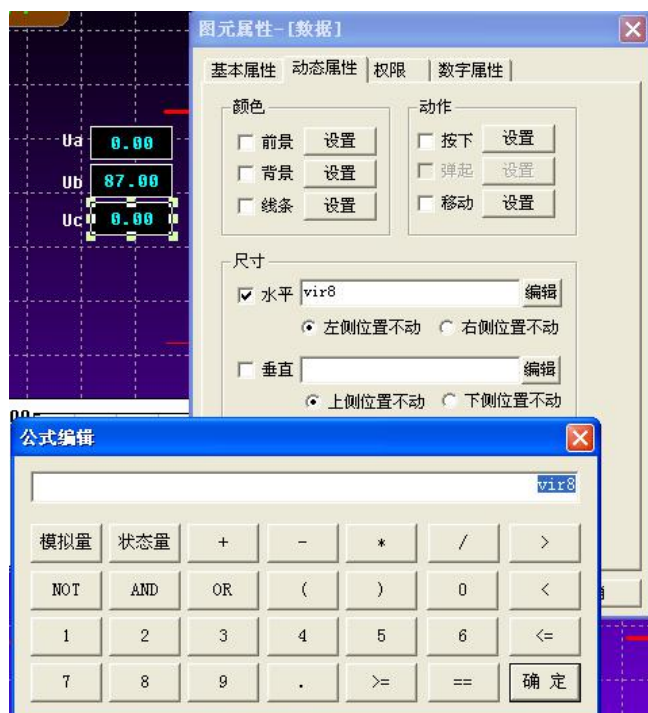 图元属性-[数据]
基本属性 动态属性 权限 数字属性
颜色 动作
前景 设置 按下 设置
背景 设置 弹起 设置
线条 设置 移动 设置
Ua 0.00
Ub 87.00
Uc 0.00
尺寸
水平 vir8 编辑
左侧位置不动 右侧位置不动
垂直 编辑
上侧位置不动 下侧位置不动
公式编辑
vir8
模拟量 状态量 + - * / >
NOT AND OR ( ) 0 <
1 2 3 4 5 6 <=
7 8 9 . >= == 确 定